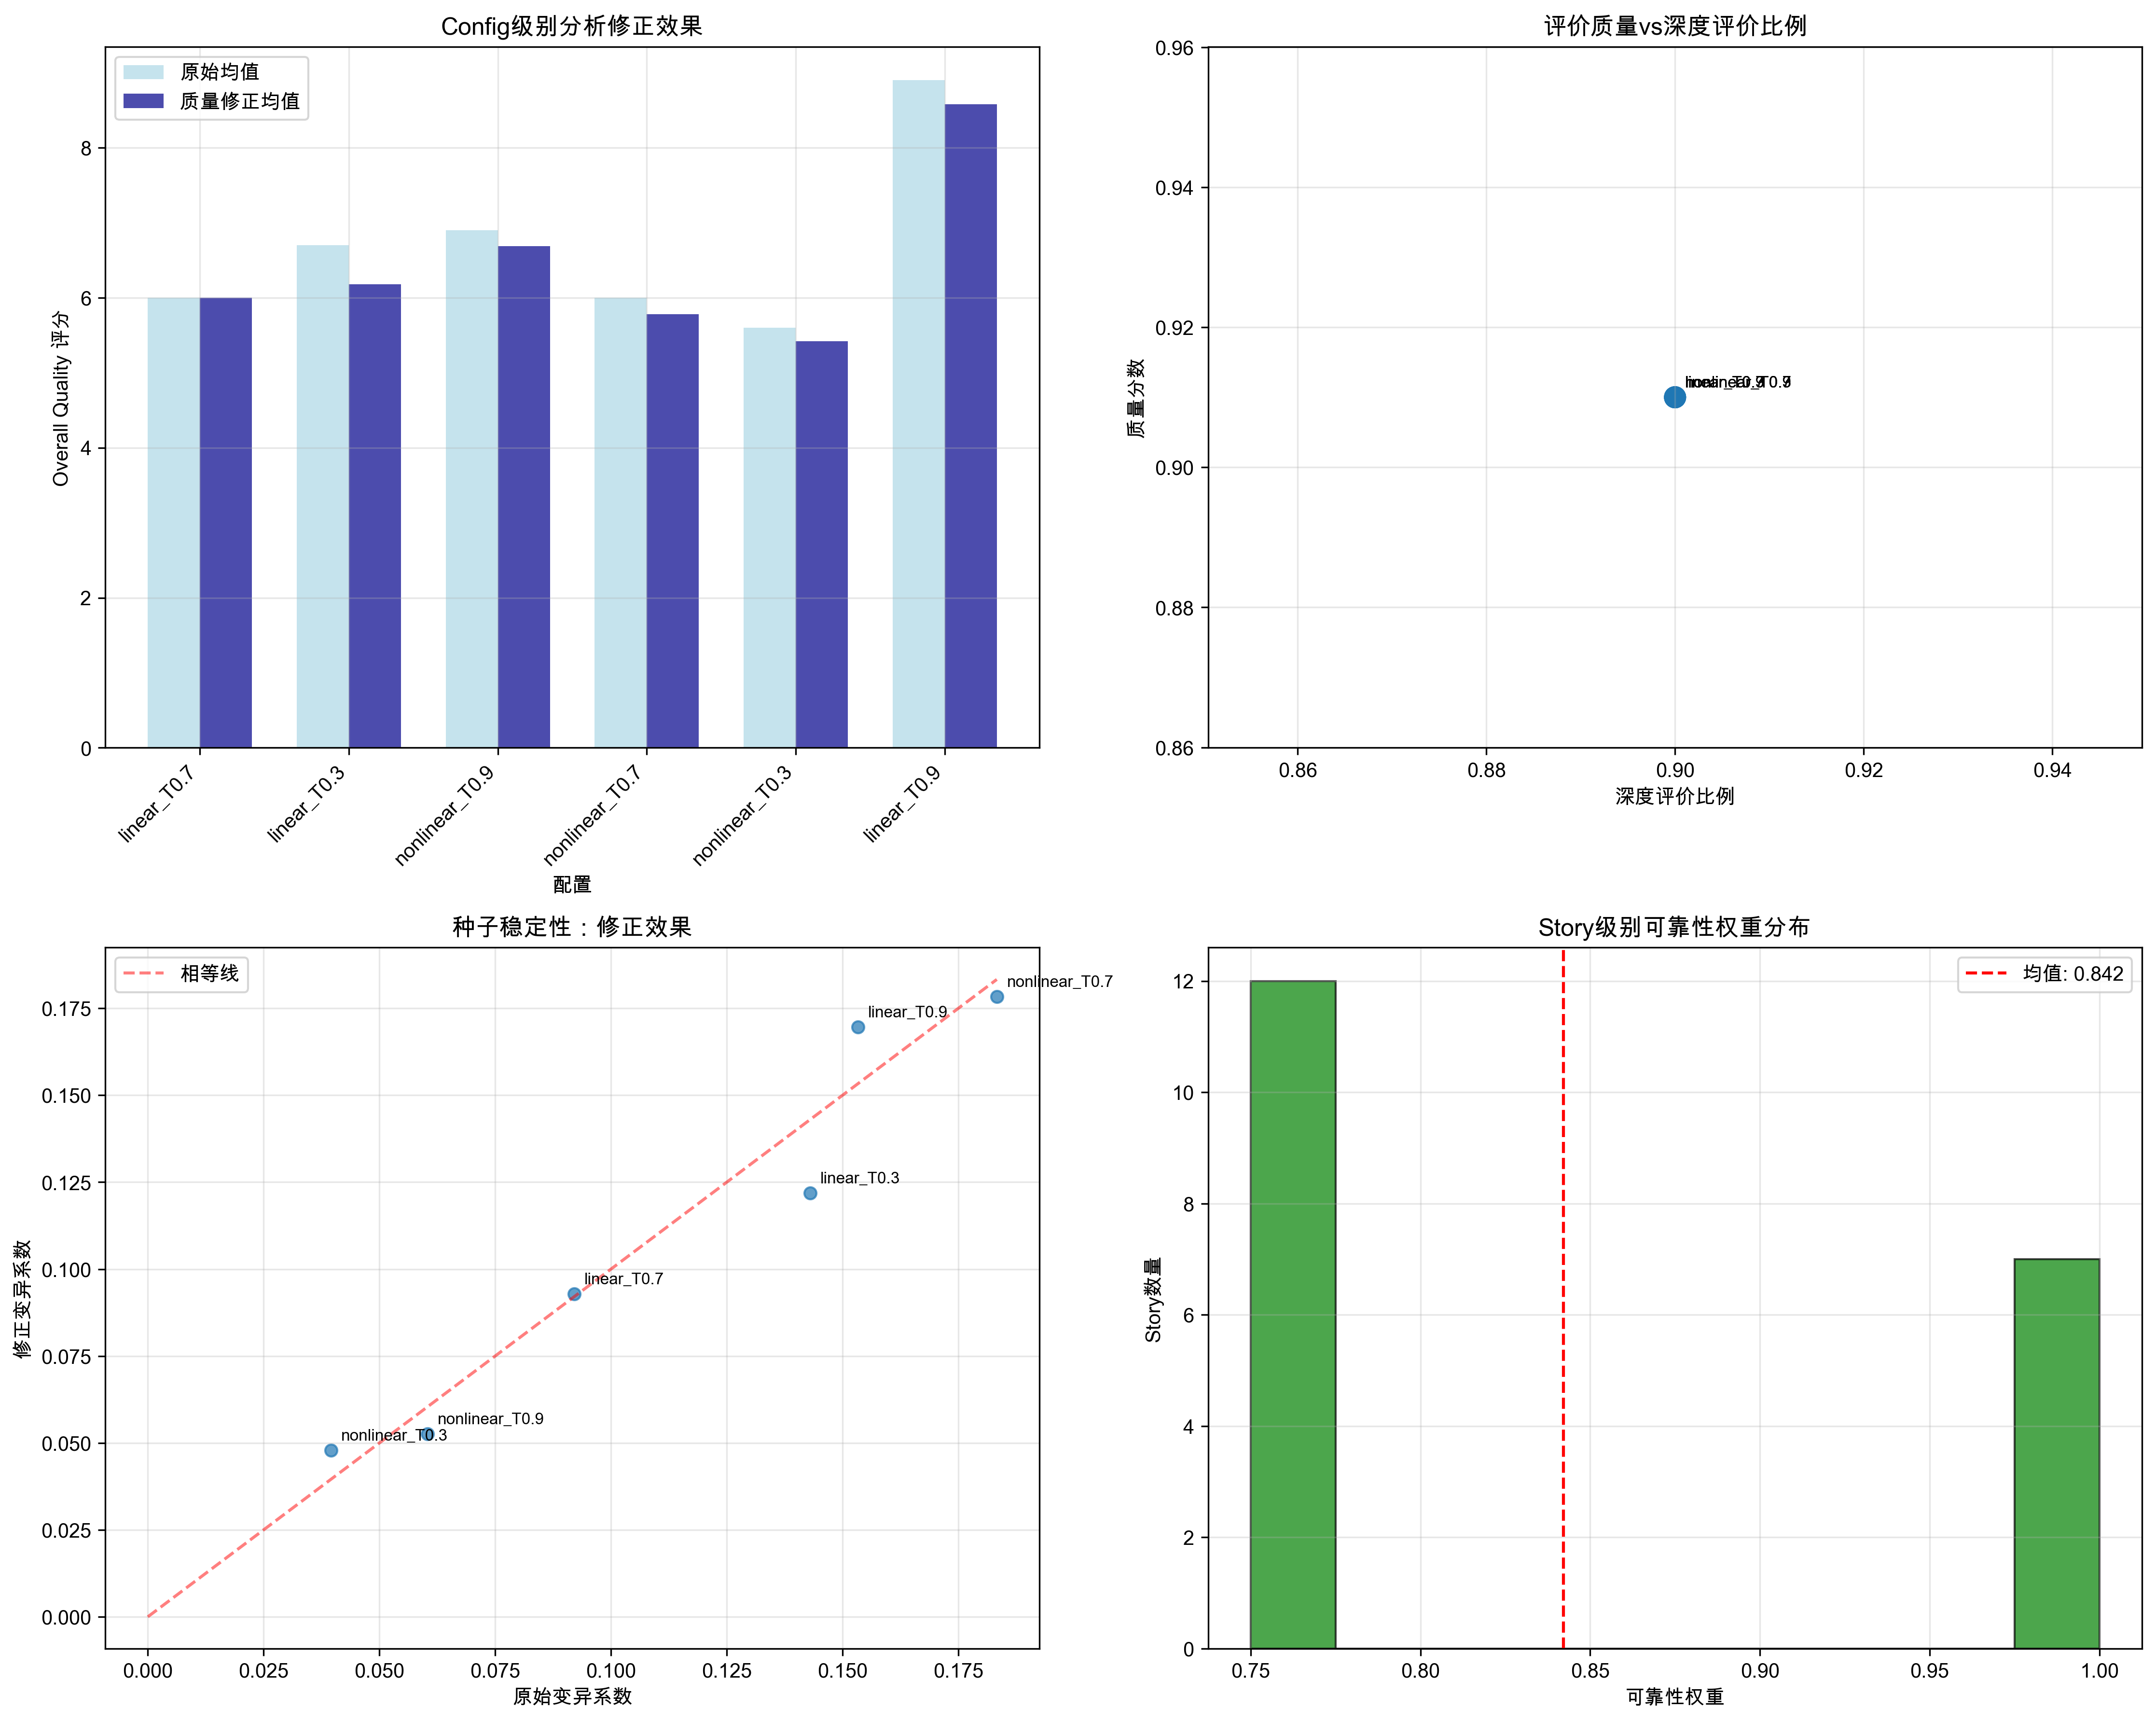 Config级别分析修正效果
原始均值
质量修正均值
8
6
4
2
0
Overall Quality 评分
linear_T0.7
linear_T0.3
nonlinear_T0.9
nonlinear_T0.7
nonlinear_T0.3
linear_T0.9
配置
评价质量vs深度评价比例
0.96
0.94
0.92
0.90
0.88
0.86
质量分数
0.86
0.88
0.90
0.92
0.94
深度评价比例
种子稳定性：修正效果
相等线
nonlinear_T0.7
linear_T0.9
linear_T0.3
linear_T0.7
nonlinear_T0.9
nonlinear_T0.3
0.175
0.150
0.125
0.100
0.075
0.050
0.025
0.000
修正变异系数
0.000
0.025
0.050
0.075
0.100
0.125
0.150
0.175
原始变异系数
Story级别可靠性权重分布
均值: 0.842
12
10
8
6
4
2
0
Story数量
0.75
0.80
0.85
0.90
0.95
1.00
可靠性权重